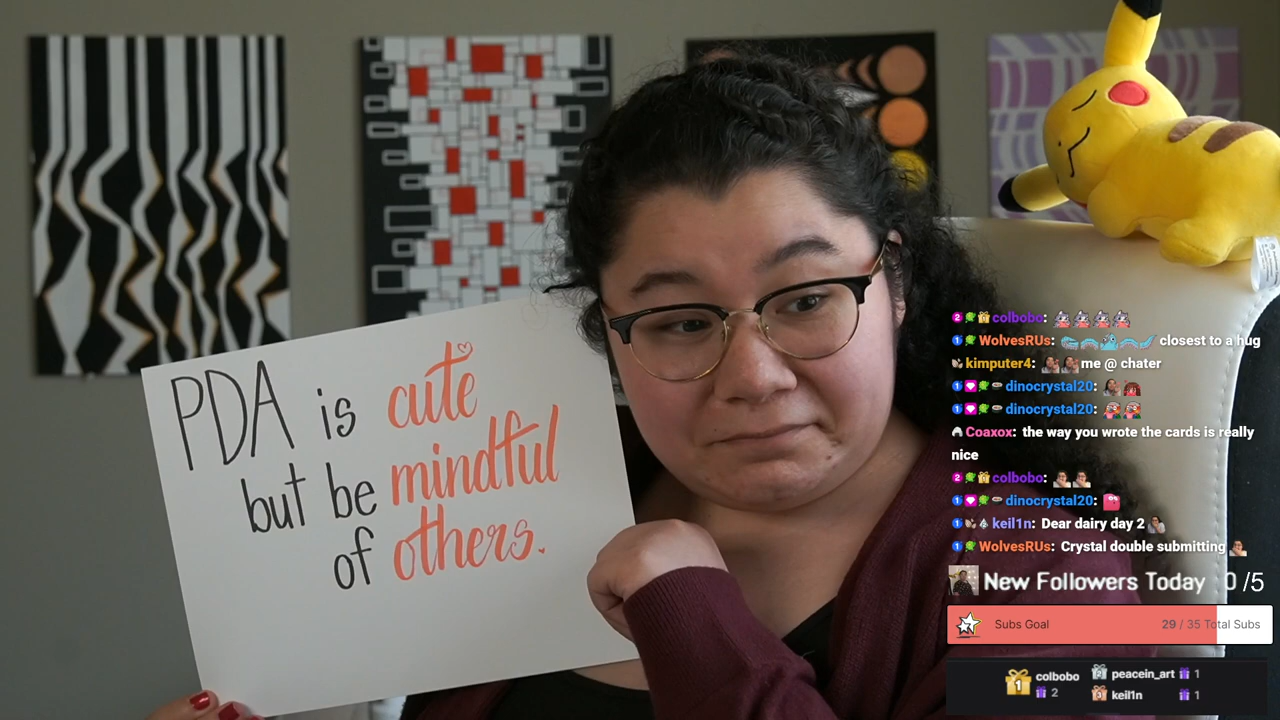 PDA is cute
but be mindful
of others.
colbobo:
WolvesRUs: closest to a hug
kimputer4: me @ chater
dinocrystal20:
dinocrystal20:
Coaxox: the way you wrote the cards is really
nice
colbobo:
dinocrystal20:
keil1n: Dear dairy day 2
WolvesRUs: Crystal double submitting
New Followers Today 0 /5
Subs Goal 29 / 35 Total Subs
colbobo
2
peacein_art 1
keil1n 1